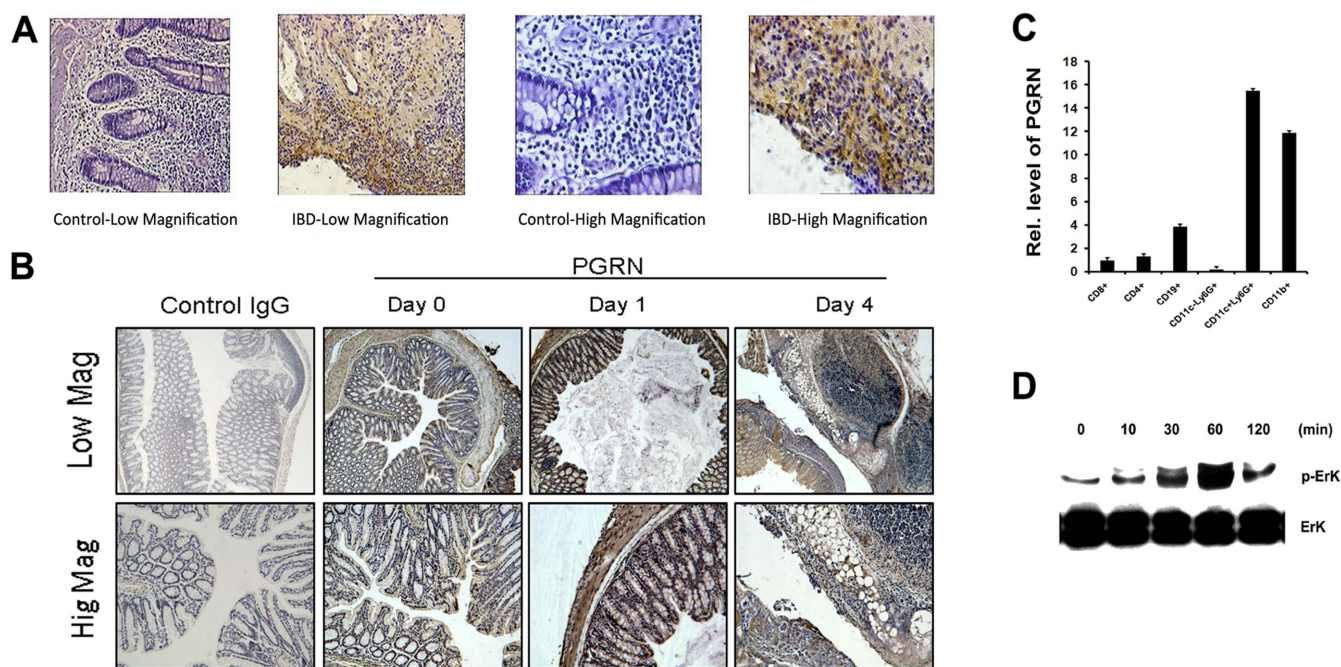 A
Control-Low Magnification
IBD-Low Magnification
Control-High Magnification
IBD-High Magnification
B
PGRN
Control IgG
Day 0
Day 1
Day 4
Low Mag
Hig Mag
C
Rel. level of PGRN
18
16
14
12
10
8
6
4
2
0
CD8+
CD4+
CD19+
CD11c-Ly6G+
CD11c+Ly6G+
CD11b+
D
0 10 30 60 120 (min)
p-ErK
ErK